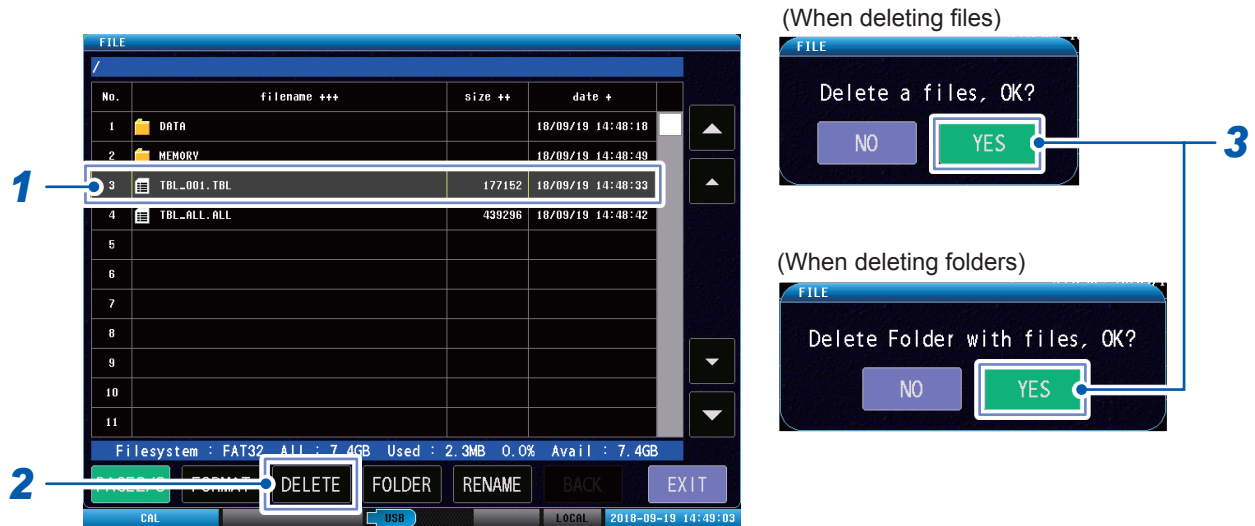 (When deleting files)
FILE
/
No. filename +++ size ++ date +
1 DATA 18/09/19 14:48:18
2 MEMORY 18/09/19 14:48:49
1
3 TBL_001.TBL 177152 18/09/19 14:48:33
4 TBL_ALL.ALL 439296 18/09/19 14:48:42
5
6
7
8
9
10
11
Filesystem : FAT32 All : 7.4GB Used : 2.3MB 0.0% Avail : 7.4GB
2
FORMAT DELETE FOLDER RENAME BACK EXIT
CAL USB LOCAL 2018-09-19 14:49:03
FILE
Delete a files, OK?
NO YES
3
(When deleting folders)
FILE
Delete Folder with files, OK?
NO YES